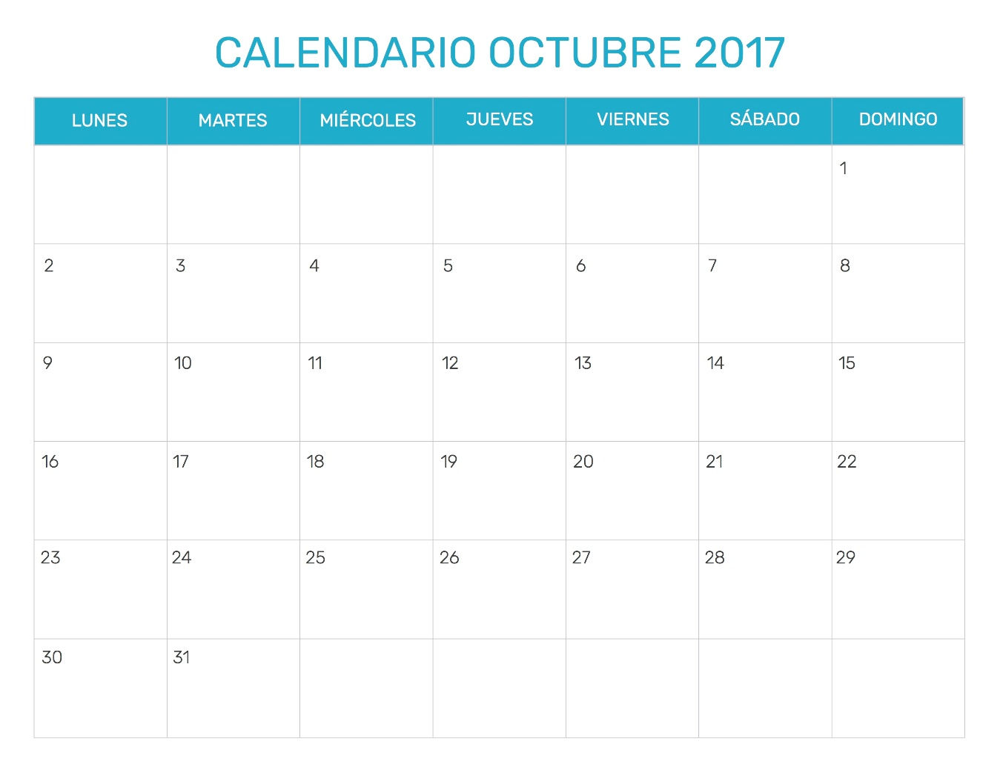 CALENDARIO OCTUBRE 2017
LUNES MARTES MIÉRCOLES JUEVES VIERNES SÁBADO DOMINGO
1
2 3 4 5 6 7 8
9 10 11 12 13 14 15
16 17 18 19 20 21 22
23 24 25 26 27 28 29
30 31